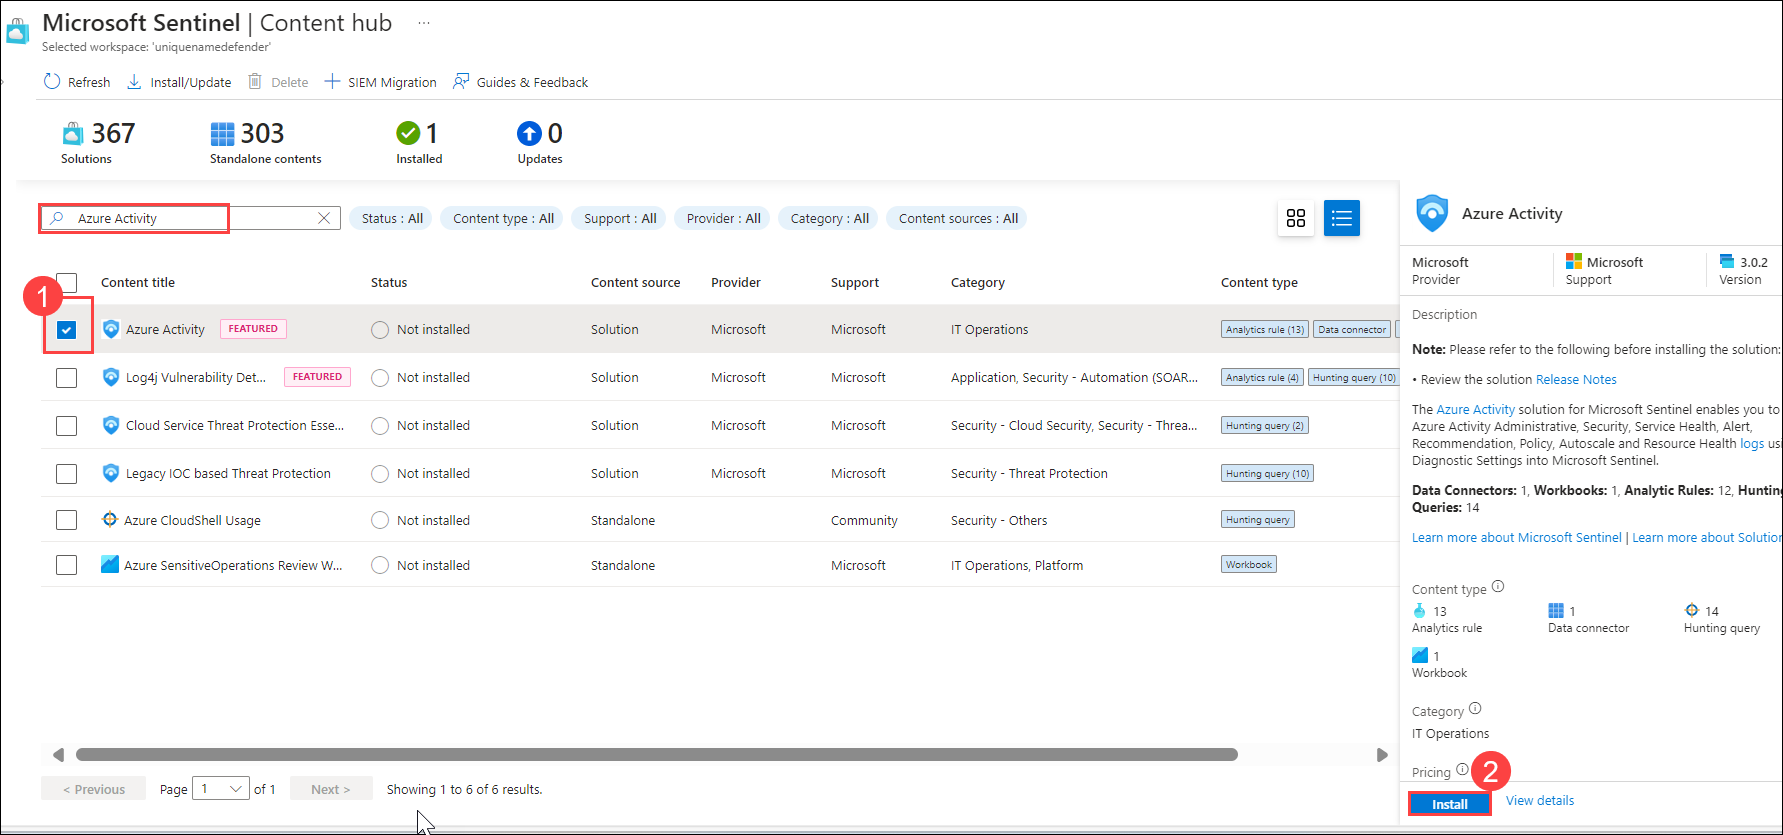 Microsoft Sentinel | Content hub ...
Selected workspace: 'uniquenamedefender'
Refresh Install/Update Delete SIEM Migration Guides & Feedback
367 303 1 0
Solutions Standalone contents Installed Updates
Azure Activity Status : All Content type : All Support : All Provider : All Category : All Content sources : All
1
Content title Status Content source Provider Support Category Content type
Azure Activity FEATURED Not installed Solution Microsoft Microsoft IT Operations Analytics rule (13) Data connector
Log4j Vulnerability Det... FEATURED Not installed Solution Microsoft Microsoft Application, Security - Automation (SOAR... Analytics rule (4) Hunting query (10)
Cloud Service Threat Protection Esse... Not installed Solution Microsoft Microsoft Security - Cloud Security, Security - Threa... Hunting query (2)
Legacy IOC based Threat Protection Not installed Solution Microsoft Microsoft Security - Threat Protection Hunting query (10)
Azure CloudShell Usage Not installed Standalone Community Security - Others Hunting query
Azure SensitiveOperations Review W... Not installed Standalone Microsoft IT Operations, Platform Workbook
< Previous Page 1 of 1 Next > Showing 1 to 6 of 6 results.
Azure Activity
Microsoft Microsoft 3.0.2
Provider Support Version
Description
Note: Please refer to the following before installing the solution:
• Review the solution Release Notes
The Azure Activity solution for Microsoft Sentinel enables you to
Azure Activity Administrative, Security, Service Health, Alert,
Recommendation, Policy, Autoscale and Resource Health logs us
Diagnostic Settings into Microsoft Sentinel.
Data Connectors: 1, Workbooks: 1, Analytic Rules: 12, Hunting
Queries: 14
Learn more about Microsoft Sentinel | Learn more about Solution
Content type
13 1 14
Analytics rule Data connector Hunting query
1
Workbook
Category
IT Operations
Pricing 2
Install View details